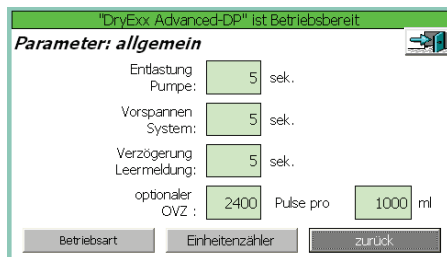 "DryExx Advanced-DP" ist Betriebsbereit
Parameter: allgemein
Entlastung
Pumpe: 5 sek.
Vorspannen
System: 5 sek.
Verzögerung
Leermeldung: 5 sek.
optionaler
OVZ : 2400 Pulse pro 1000 ml
Betriebsart Einheitenzähler zurück